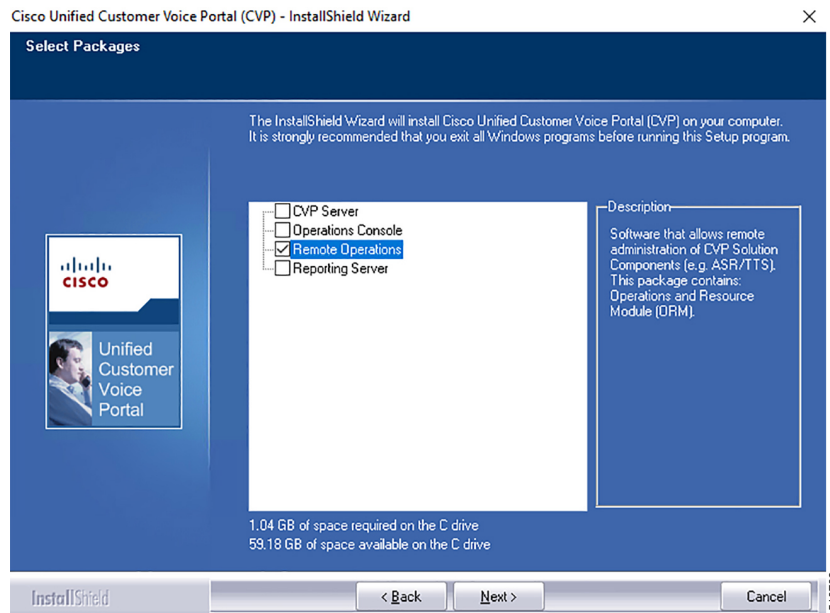 Cisco Unified Customer Voice Portal (CVP) - InstallShield Wizard
Select Packages
The InstallShield Wizard will install Cisco Unified Customer Voice Portal (CVP) on your computer.
It is strongly recommended that you exit all Windows programs before running this Setup program.
CVP Server
Operations Console
Remote Operations
Reporting Server
Description
Software that allows remote
administration of CVP Solution
Components (e.g. ASR/TTS).
This package contains:
Operations and Resource
Module (ORM).
CISCO
Unified
Customer
Voice
Portal
1.04 GB of space required on the C drive
59.18 GB of space available on the C drive
InstallShield
< Back
Next >
Cancel